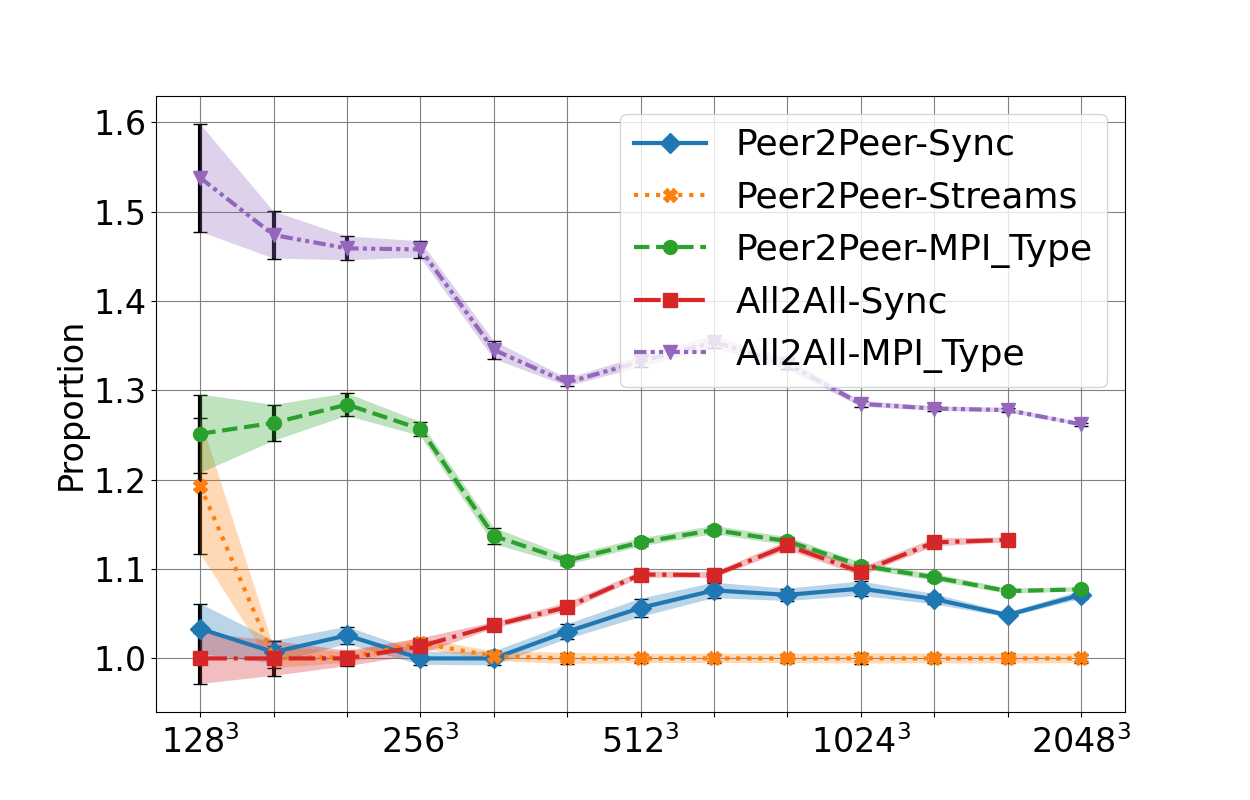 1.6
1.5
1.4
1.3
1.2
1.1
1.0
Proportion
Peer2Peer-Sync
Peer2Peer-Streams
Peer2Peer-MPI_Type
All2All-Sync
All2All-MPI_Type
128³ 256³ 512³ 1024³ 2048³